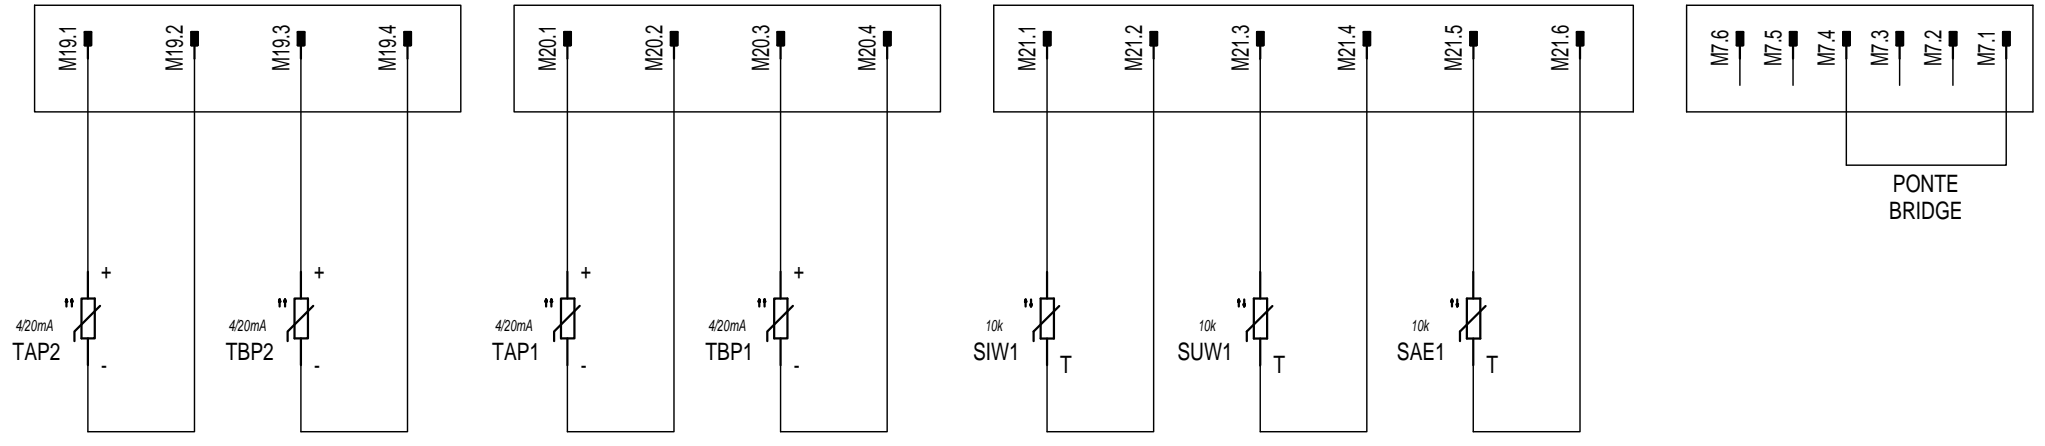 M19.1
M19.2
M19.3
M19.4
M20.1
M20.2
M20.3
M20.4
M21.1
M21.2
M21.3
M21.4
M21.5
M21.6
M7.6
M7.5
M7.4
M7.3
M7.2
M7.1
PONTE
BRIDGE
+
4/20mA
TAP2
-
+
4/20mA
TBP2
-
+
4/20mA
TAP1
-
+
4/20mA
TBP1
-
10k
SIW1
T
10k
SUW1
T
10k
SAE1
T